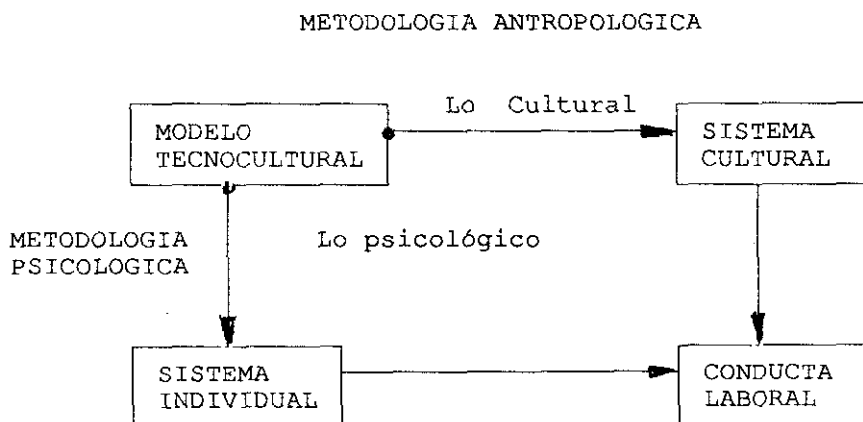 METODOLOGIA ANTROPOLOGICA
Lo Cultural
MODELO
TECNOCULTURAL
SISTEMA
CULTURAL
METODOLOGIA
PSICOLOGICA
Lo psicológico
SISTEMA
INDIVIDUAL
CONDUCTA
LABORAL